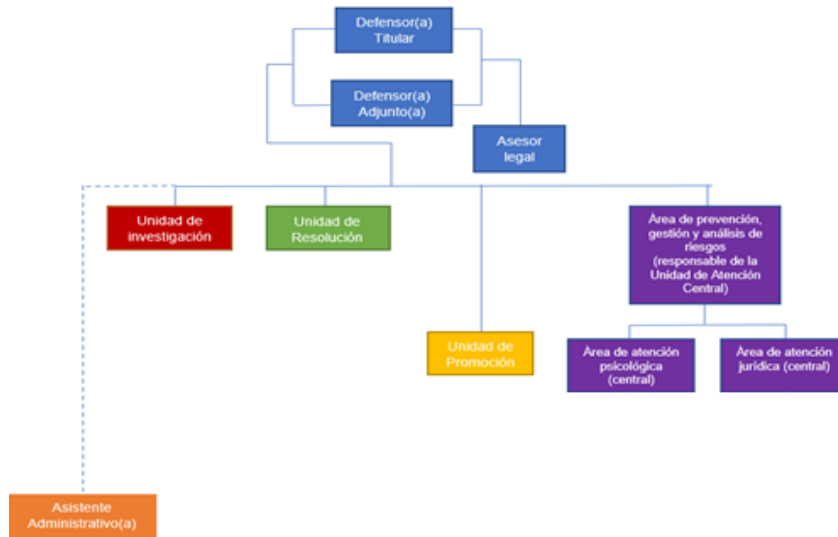 Defensor(a)
Titular
Defensor(a)
Adjunto(a)
Asesor
legal
Unidad de
investigación
Unidad de
Resolución
Área de prevención,
gestión y análisis de
riesgos
(responsable de la
Unidad de Atención
Central)
Unidad de
Promoción
Área de atención
psicológica
(central)
Área de atención
jurídica (central)
Asistente
Administrativo(a)